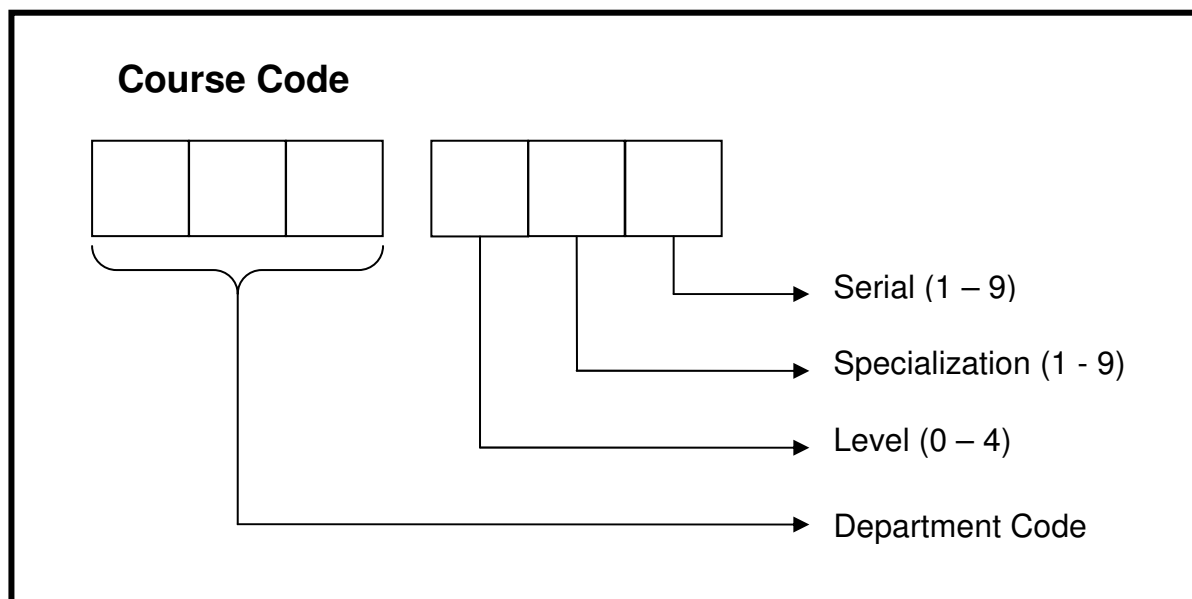 Course Code
Serial (1 – 9)
Specialization (1 - 9)
Level (0 – 4)
Department Code